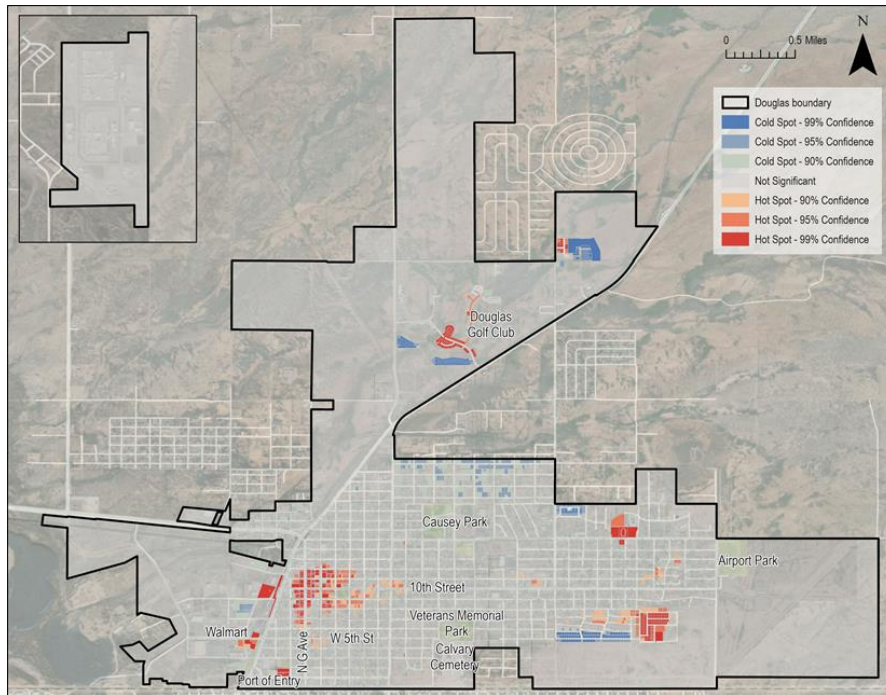 N
0 0.5 Miles
Douglas boundary
Cold Spot - 99% Confidence
Cold Spot - 95% Confidence
Cold Spot - 90% Confidence
Not Significant
Hot Spot - 90% Confidence
Hot Spot - 95% Confidence
Hot Spot - 99% Confidence
Douglas
Golf Club
Causey Park
Airport Park
10th Street
Veterans Memorial
Park
Walmart
N G Ave
W 5th St
Calvary
Cemetery
Port of Entry